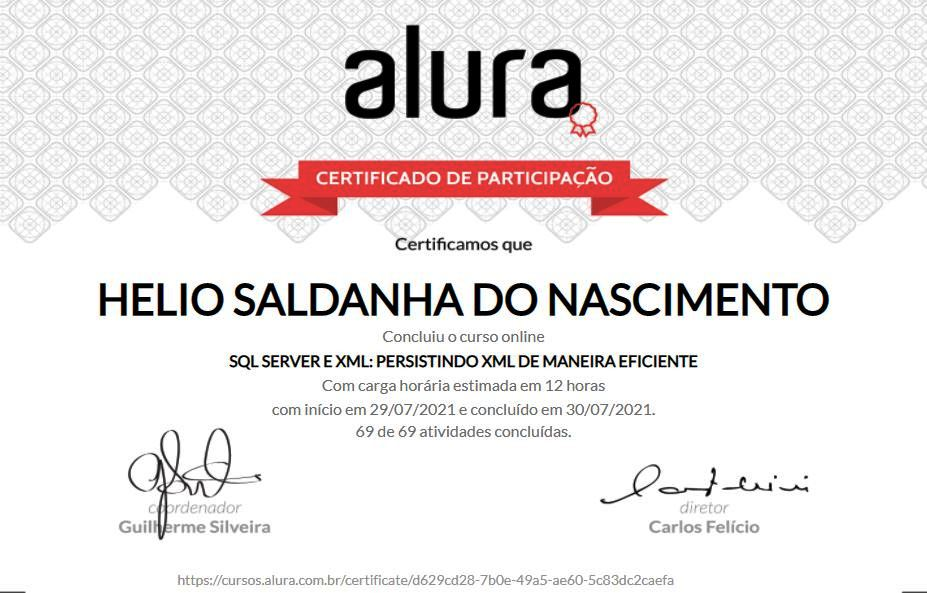 alura
CERTIFICADO DE PARTICIPAÇÃO
Certificamos que
HELIO SALDANHA DO NASCIMENTO
Concluiu o curso online
SQL SERVER E XML: PERSISTINDO XML DE MANEIRA EFICIENTE
Com carga horária estimada em 12 horas
com início em 29/07/2021 e concluído em 30/07/2021.
69 de 69 atividades concluídas.
coordenador
Guilherme Silveira
diretor
Carlos Felício
https://cursos.alura.com.br/certificate/d629cd28-7b0e-49a5-ae60-5c83dc2caefa